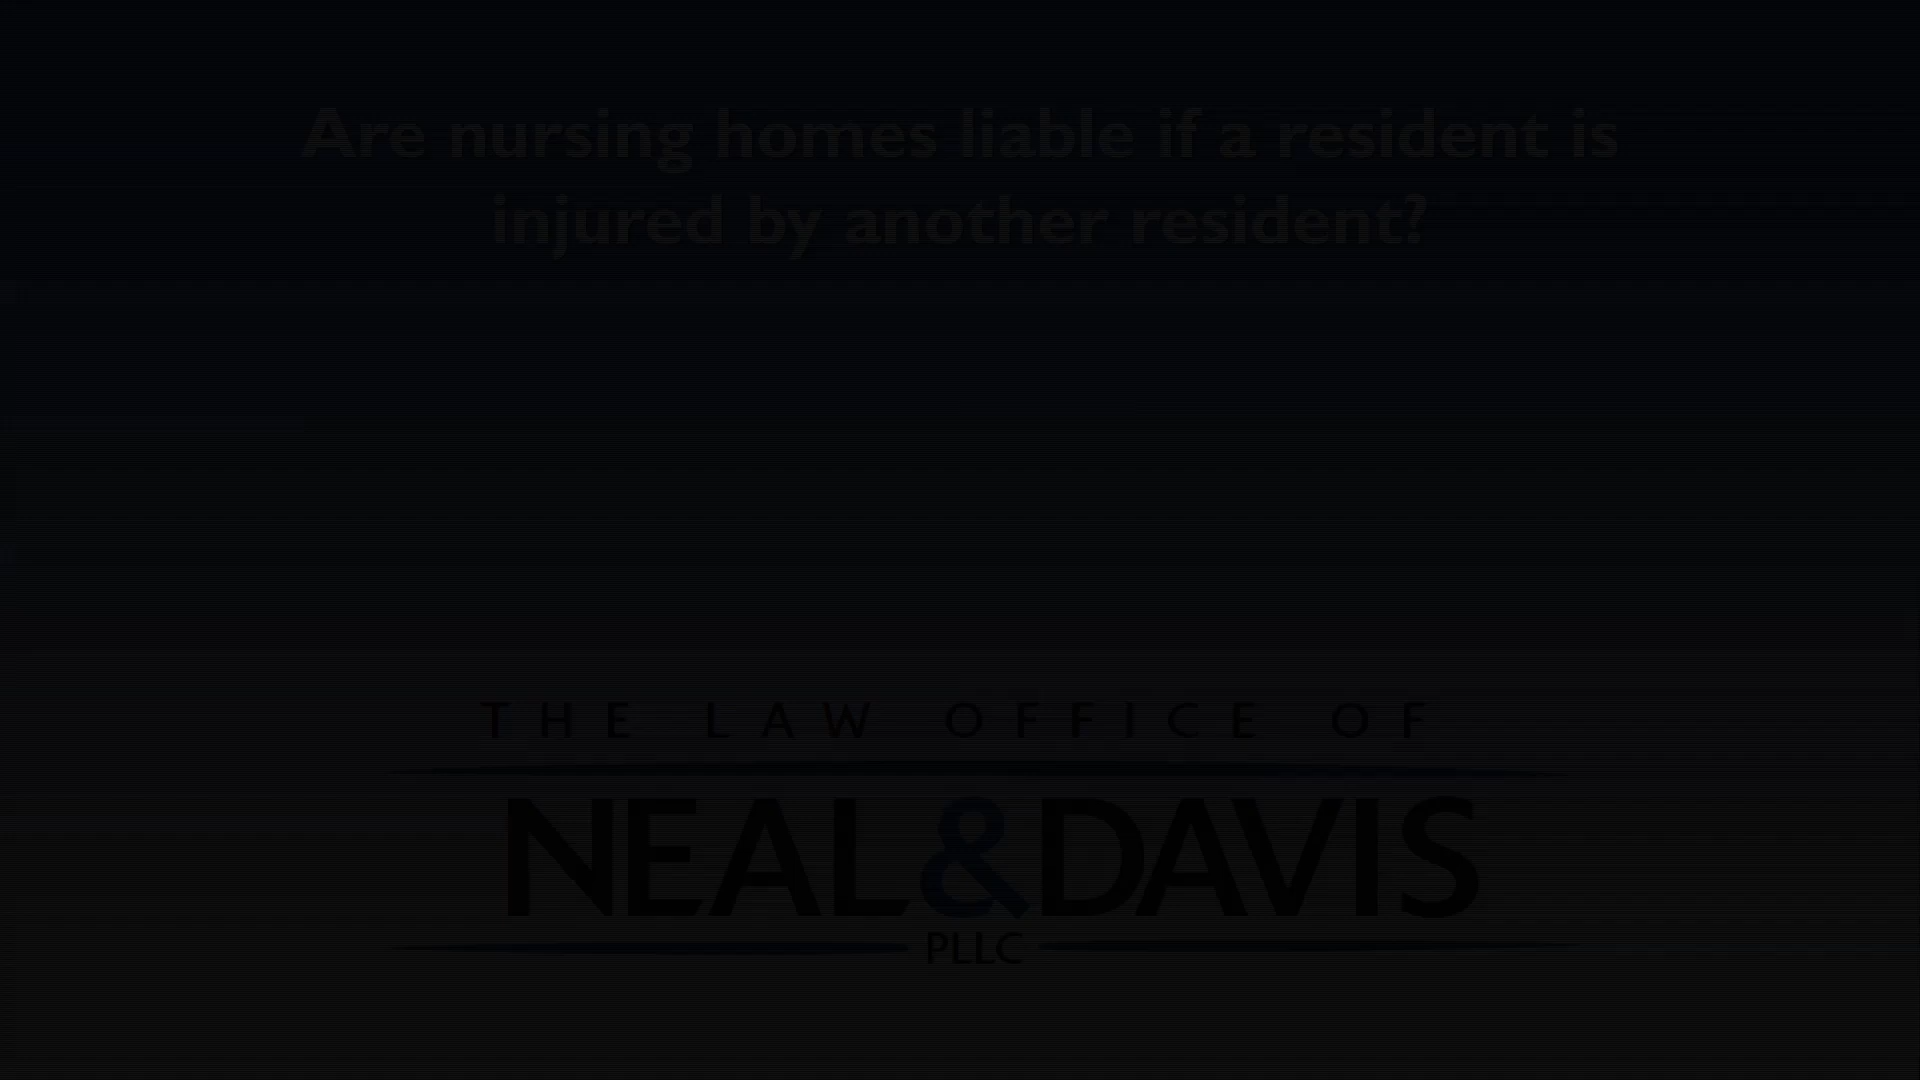 Are nursing homes liable if a resident is
injured by another resident?
THE LAW OFFICE OF
NEAL & DAVIS
PLLC